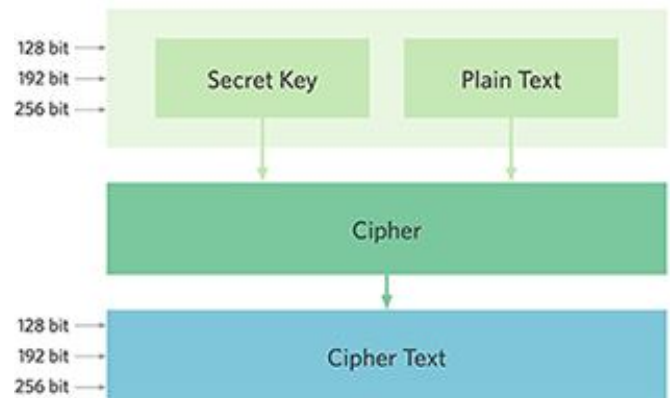 128 bit
192 bit
256 bit
Secret Key
Plain Text
Cipher
128 bit
192 bit
256 bit
Cipher Text